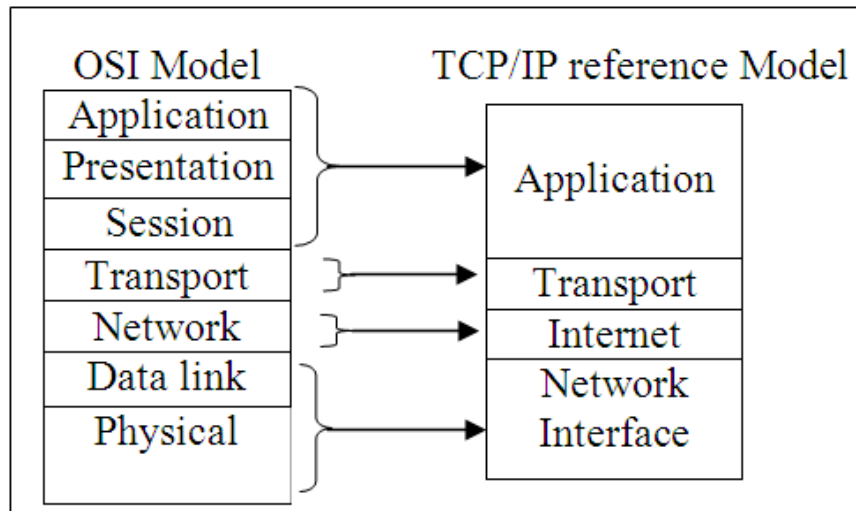 OSI Model
Application
Presentation
Session
Transport
Network
Data link
Physical
TCP/IP reference Model
Application
Transport
Internet
Network
Interface